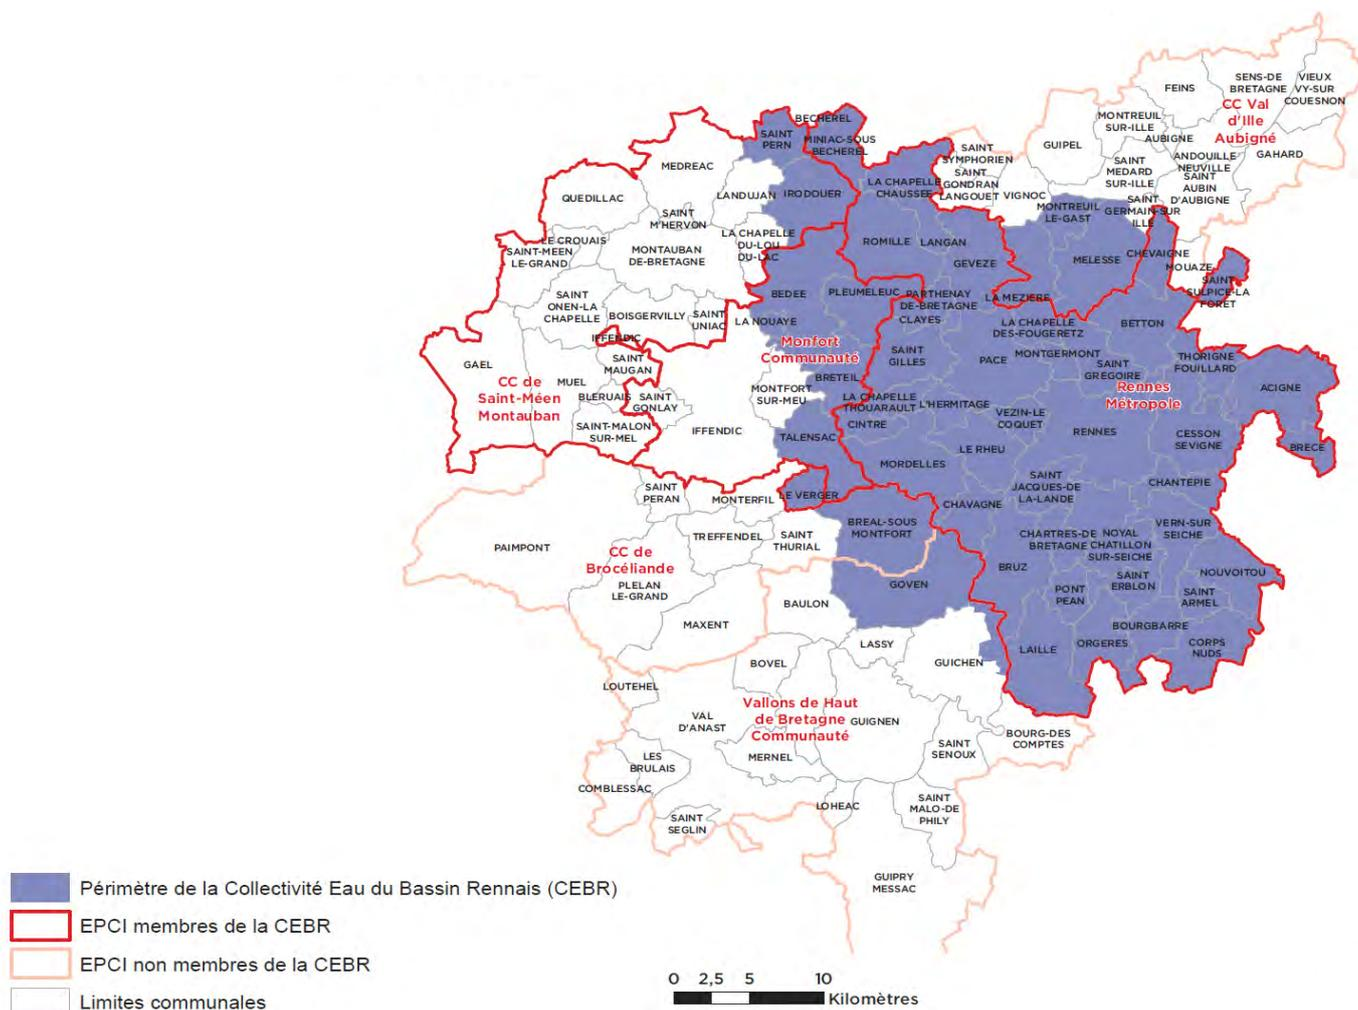 FEINS
SENS-DE
BRETAGNE
VIEUX
VY-SUR
COUESNON
CC Val
d'Ille
Aubigné
MONTREUIL
SUR-ILLE
AUBIGNE
GUIPEL
ANDOUILLE
NEUVILLE
GAHARD
SAINT
MEDARD
SUR-ILLE
SAINT
AUBIN
D'AUBIGNE
BECHEREL
SAINT
PERN
MINIAC-SOUS
BECHEREL
SAINT
SYMPHORIEN
SAINT
GONDRAN
LANGOUET
VIGNOC
MEDREAC
QUEDILLAC
LANDUJAN
IRODOUER
LA CHAPELLE
CHAUSSEE
MONTREUIL
LE-GAST
SAINT
GERMAIN-SUR
ILLE
SAINT
M'HERVON
LE CROUAIS
SAINT-MEEN
LE-GRAND
MONTAUBAN
DE-BRETAGNE
LA CHAPELLE
DU-LOU
DU-LAC
ROMILLE
LANGAN
GEVEZE
MELESSE
CHEVAIGNE
MOUAZE
SAINT
SULPICE-LA
FORET
SAINT
ONEN-LA
CHAPELLE
BOISGERVILLY
SAINT
UNIAC
LA NOUAYE
BEDEE
PLEUMELEUC
PARTHENAY
DE-BRETAGNE
CLAYES
LA MEZIERE
LA CHAPELLE
DES-FOUGERETZ
BETTON
IFFENDIC
GAEL
CC de
Saint-Méen
Montauban
MUEL
SAINT
MAUGAN
BLERUAIS
SAINT
GONLAY
SAINT-MALON
SUR-MEL
IFFENDIC
Monfort
Communauté
MONTFORT
SUR-MEU
BRETEIL
SAINT
GILLES
PACE
MONTGERMONT
SAINT
GREGOIRE
THORIGNE
FOUILLARD
ACIGNE
Rennes
Métropole
LA CHAPELLE
THOUARAULT
L'HERMITAGE
CINTRE
VEZIN-LE
COQUET
RENNES
CESSON
SEVIGNE
BRECE
TALENSAC
MORDELLES
LE RHEU
SAINT
JACQUES-DE
LA-LANDE
CHANTEPIE
SAINT
PERAN
MONTERFIL
LE VERGER
CHAVAGNE
PAIMPONT
TREFFENDEL
SAINT
THURIAL
BREAL-SOUS
MONTFORT
CHARTRES-DE
BRETAGNE
NOYAL
CHATILLON
SUR-SEICHE
VERN-SUR
SEICHE
CC de
Brocéliande
PLELAN
LE-GRAND
BRUZ
NOUVOITOU
GOVEN
PONT
PEAN
SAINT
ERBLON
SAINT
ARMEL
BAULON
MAXENT
LASSY
BOURGBARRE
LAILLE
ORGERES
CORPS
NUDS
BOVEL
GUICHEN
LOUTEHEL
VAL
D'ANAST
Vallons de Haut
de Bretagne
Communauté
GUIGNEN
BOURG-DES
COMPTES
MERNEL
SAINT
SENOUX
LES
BRULAIS
COMBLESSAC
SAINT
SEGLIN
LOHEAC
SAINT
MALO-DE
PHILY
GUIPRY
MESSAC
Périmètre de la Collectivité Eau du Bassin Rennais (CEBR)
EPCI membres de la CEBR
EPCI non membres de la CEBR
Limites communales
0 2,5 5 10
Kilomètres